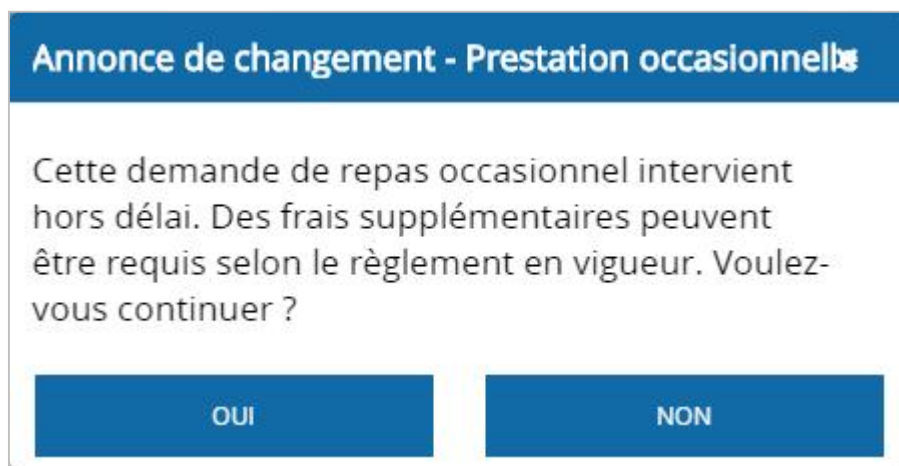 Annonce de changement - Prestation occasionnelle
Cette demande de repas occasionnel intervient
hors délai. Des frais supplémentaires peuvent
être requis selon le règlement en vigueur. Voulez-
vous continuer ?
OUI
NON